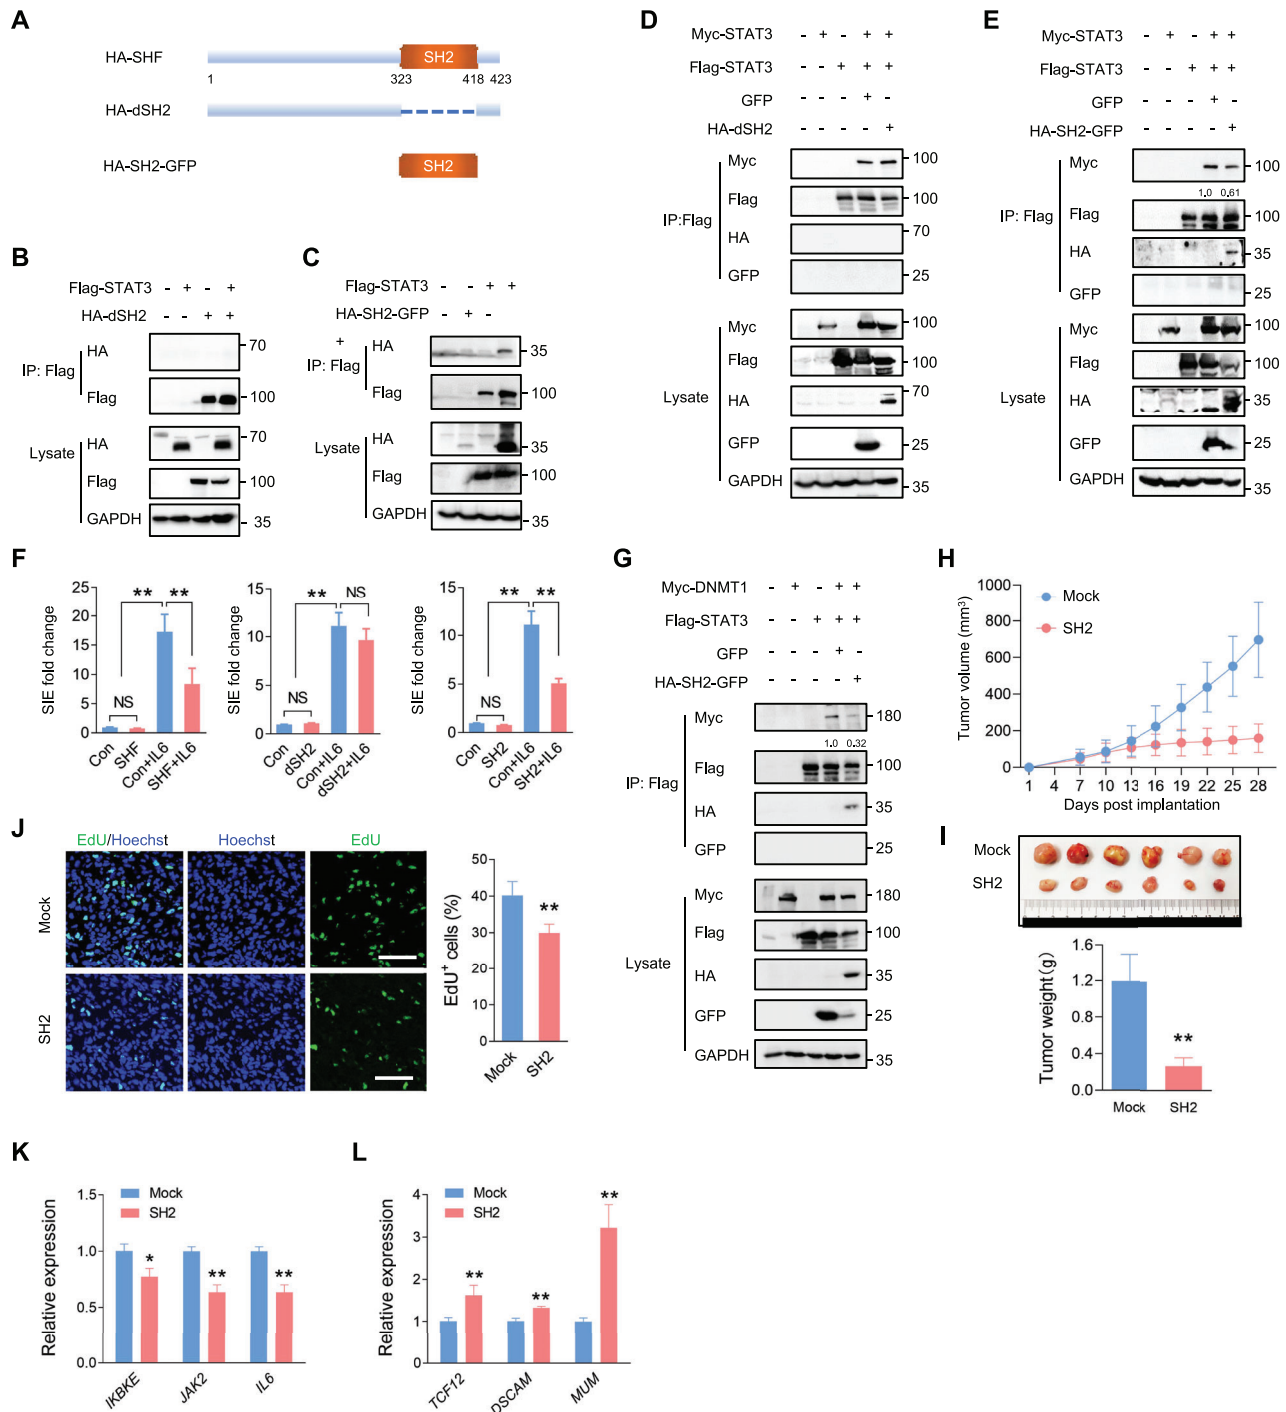 A
HA-SHF
SH2
1
323
418
423
HA-dSH2
HA-SH2-GFP
SH2
B
Flag-STAT3 - + - +
HA-dSH2 - - + +
IP: Flag
HA
70
Flag
100
Lysate
HA
70
Flag
100
GAPDH
35
C
Flag-STAT3 - - + +
HA-SH2-GFP - + -
+
IP: Flag
HA
35
Flag
100
Lysate
HA
35
Flag
100
GAPDH
35
D
Myc-STAT3 - + - + +
Flag-STAT3 - - + + +
GFP - - - + -
HA-dSH2 - - - - +
IP:Flag
Myc
100
Flag
100
HA
70
GFP
25
Lysate
Myc
100
Flag
100
HA
70
GFP
25
GAPDH
35
E
Myc-STAT3 - + - + +
Flag-STAT3 - - + + +
GFP - - - + -
HA-SH2-GFP - - - - +
IP: Flag
Myc
100
1.0 0.61
Flag
100
HA
35
GFP
25
Lysate
Myc
100
Flag
100
HA
35
GFP
25
GAPDH
35
F
SIE fold change
25
20
15
10
5
0
NS
**
**
Con
SHF
Con+IL6
SHF+IL6
SIE fold change
15
10
5
0
NS
**
NS
Con
dSH2
Con+IL6
dSH2+IL6
SIE fold change
15
10
5
0
NS
**
**
Con
SH2
Con+IL6
SH2+IL6
G
Myc-DNMT1 - + - + +
Flag-STAT3 - - + + +
GFP - - - + -
HA-SH2-GFP - - - - +
IP: Flag
Myc
180
1.0 0.32
Flag
100
HA
35
GFP
25
Lysate
Myc
180
Flag
100
HA
35
GFP
25
GAPDH
35
H
Tumor volume (mm³)
1000
800
600
400
200
0
Mock
SH2
1 4 7 10 13 16 19 22 25 28
Days post implantation
I
Mock
SH2
Tumor weight(g)
1.6
1.2
0.8
0.4
0.0
**
Mock
SH2
J
EdU/Hoechst
Hoechst
EdU
Mock
SH2
EdU⁺ cells (%)
50
40
30
20
10
0
**
Mock
SH2
K
Relative expression
1.5
1.0
0.5
0.0
Mock
SH2
*
**
**
IKBKE
JAK2
IL6
L
Relative expression
4
3
2
1
0
Mock
SH2
**
**
**
TCF12
DSCAM
MUM